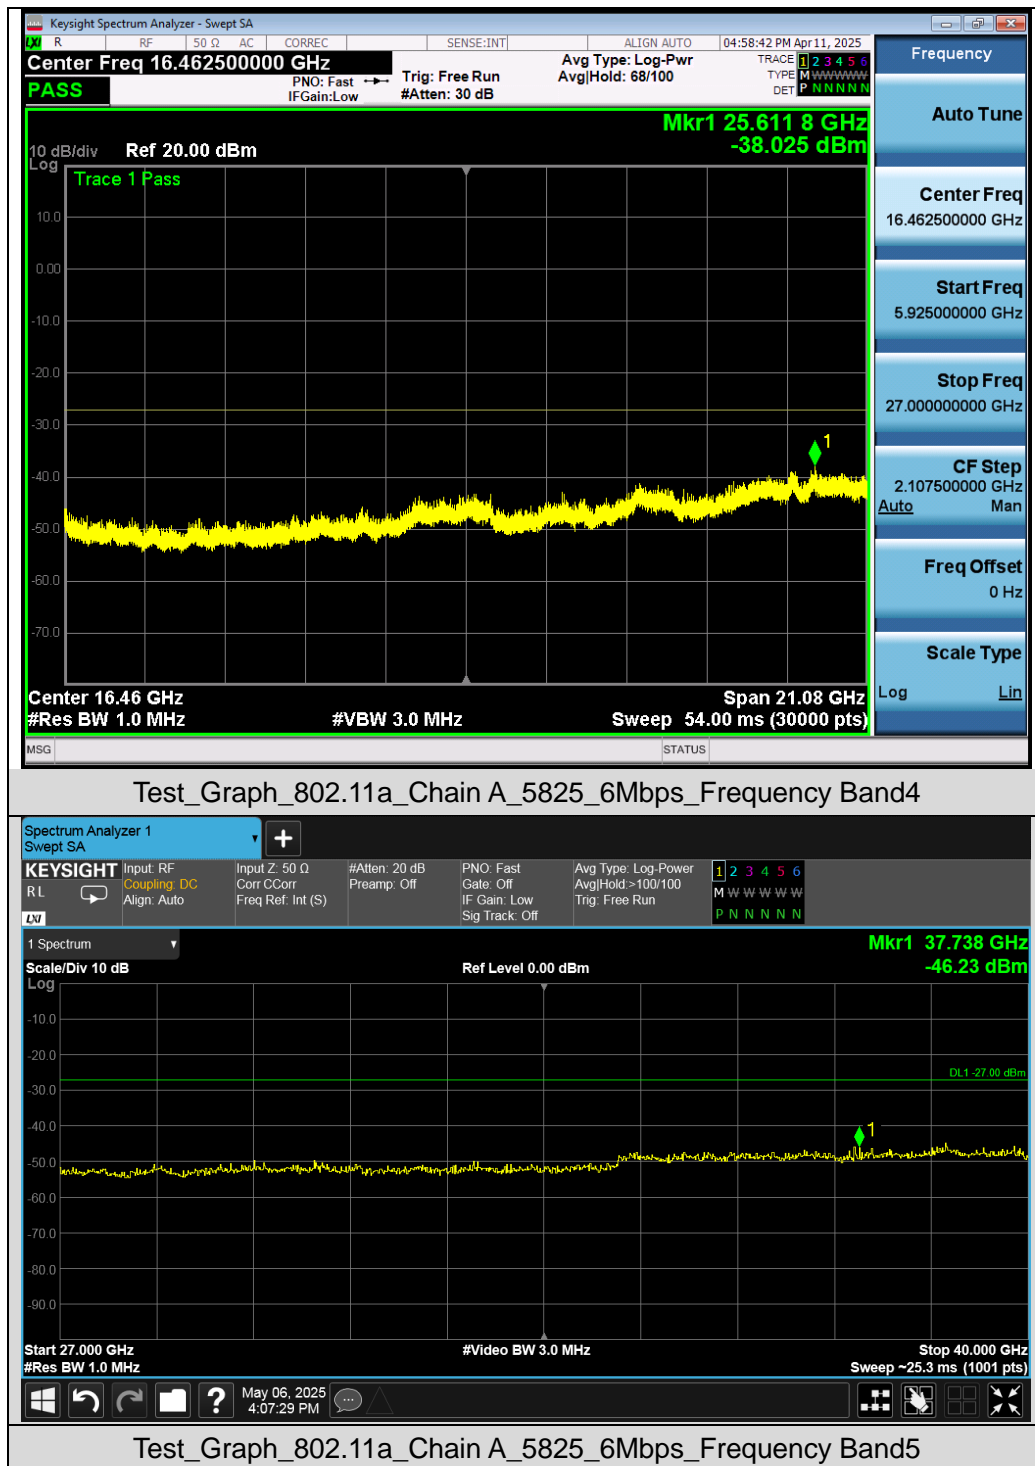 Keysight Spectrum Analyzer - Swept SA
LXI R RF 50 Ω AC CORREC SENSE:INT ALIGN AUTO 04:58:42 PM Apr 11, 2025
Center Freq 16.462500000 GHz
PASS
PNO: Fast
IFGain:Low
Trig: Free Run
#Atten: 30 dB
Avg Type: Log-Pwr
Avg|Hold: 68/100
TRACE 1 2 3 4 5 6
TYPE M W W W W W
DET P N N N N N
Mkr1 25.611 8 GHz
-38.025 dBm
10 dB/div Ref 20.00 dBm
Log
Trace 1 Pass
10.0
0.00
-10.0
-20.0
-30.0
-40.0
-50.0
-60.0
-70.0
1
Center 16.46 GHz Span 21.08 GHz
#Res BW 1.0 MHz #VBW 3.0 MHz Sweep 54.00 ms (30000 pts)
MSG STATUS
Frequency
Auto Tune
Center Freq
16.462500000 GHz
Start Freq
5.925000000 GHz
Stop Freq
27.000000000 GHz
CF Step
2.107500000 GHz
Auto Man
Freq Offset
0 Hz
Scale Type
Log Lin
Test_Graph_802.11a_Chain A_5825_6Mbps_Frequency Band4
Spectrum Analyzer 1
Swept SA
+
KEYSIGHT
R L
LXI
Input: RF
Coupling: DC
Align: Auto
Input Z: 50 Ω
Corr CCorr
Freq Ref: Int (S)
#Atten: 20 dB
Preamp: Off
PNO: Fast
Gate: Off
IF Gain: Low
Sig Track: Off
Avg Type: Log-Power
Avg|Hold:>100/100
Trig: Free Run
1 2 3 4 5 6
M W W W W W
P N N N N N
1 Spectrum
Mkr1 37.738 GHz
-46.23 dBm
Scale/Div 10 dB Ref Level 0.00 dBm
Log
-10.0
-20.0
-30.0
-40.0
-50.0
-60.0
-70.0
-80.0
-90.0
DL1 -27.00 dBm
1
Start 27.000 GHz #Video BW 3.0 MHz Stop 40.000 GHz
#Res BW 1.0 MHz Sweep ~25.3 ms (1001 pts)
?
May 06, 2025
4:07:29 PM
Test_Graph_802.11a_Chain A_5825_6Mbps_Frequency Band5